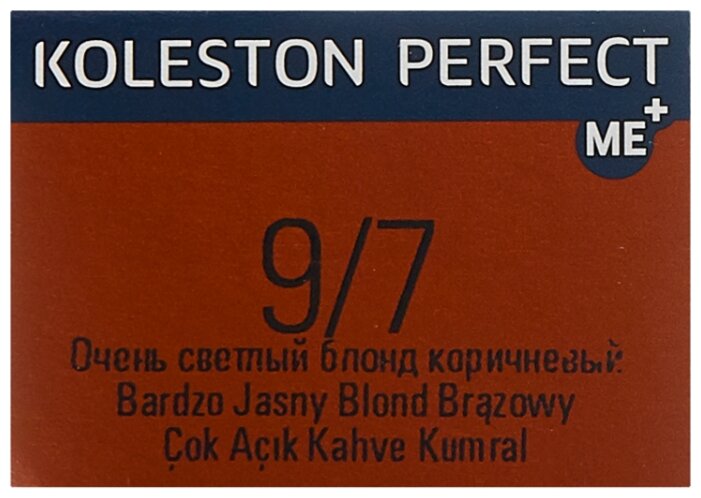 KOLESTON PERFECT
ME+
9/7
Очень светлый блонд коричневый
Bardzo Jasny Blond Brązowy
Çok Açık Kahve Kumral